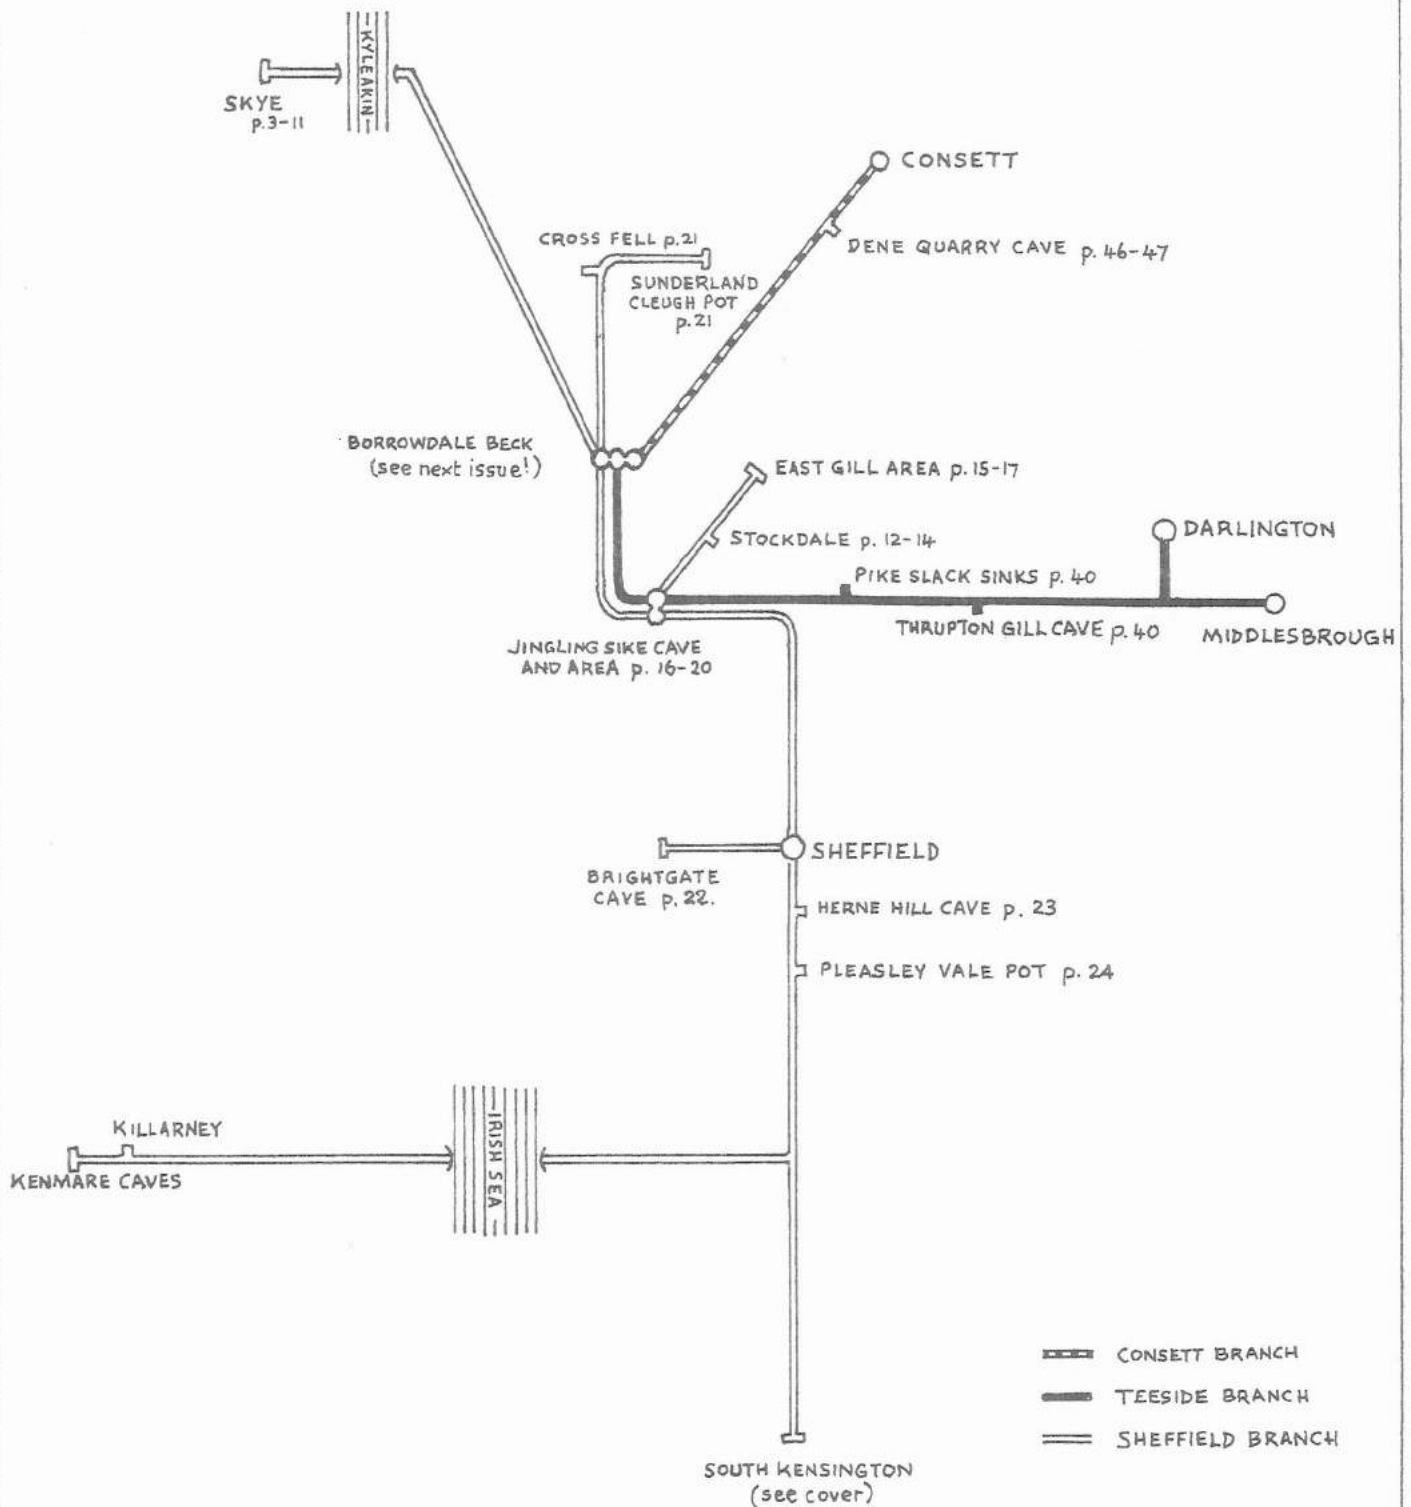 KYLEAKIN
SKYE
p.3-11
CONSETT
DENE QUARRY CAVE p. 46-47
CROSS FELL p.21
SUNDERLAND
CLEUGH POT
p.21
BORROWDALE BECK
(see next issue!)
EAST GILL AREA p. 15-17
STOCKDALE p. 12-14
DARLINGTON
PIKE SLACK SINKS p. 40
THRUPTON GILL CAVE p. 40
MIDDLESBROUGH
JINGLING SIKE CAVE
AND AREA p. 16-20
SHEFFIELD
BRIGHTGATE
CAVE p. 22.
HERNE HILL CAVE p. 23
PLEASLEY VALE POT p. 24
IRISH SEA
KILLARNEY
KENMARE CAVES
CONSETT BRANCH
TEESIDE BRANCH
SHEFFIELD BRANCH
SOUTH KENSINGTON
(see cover)